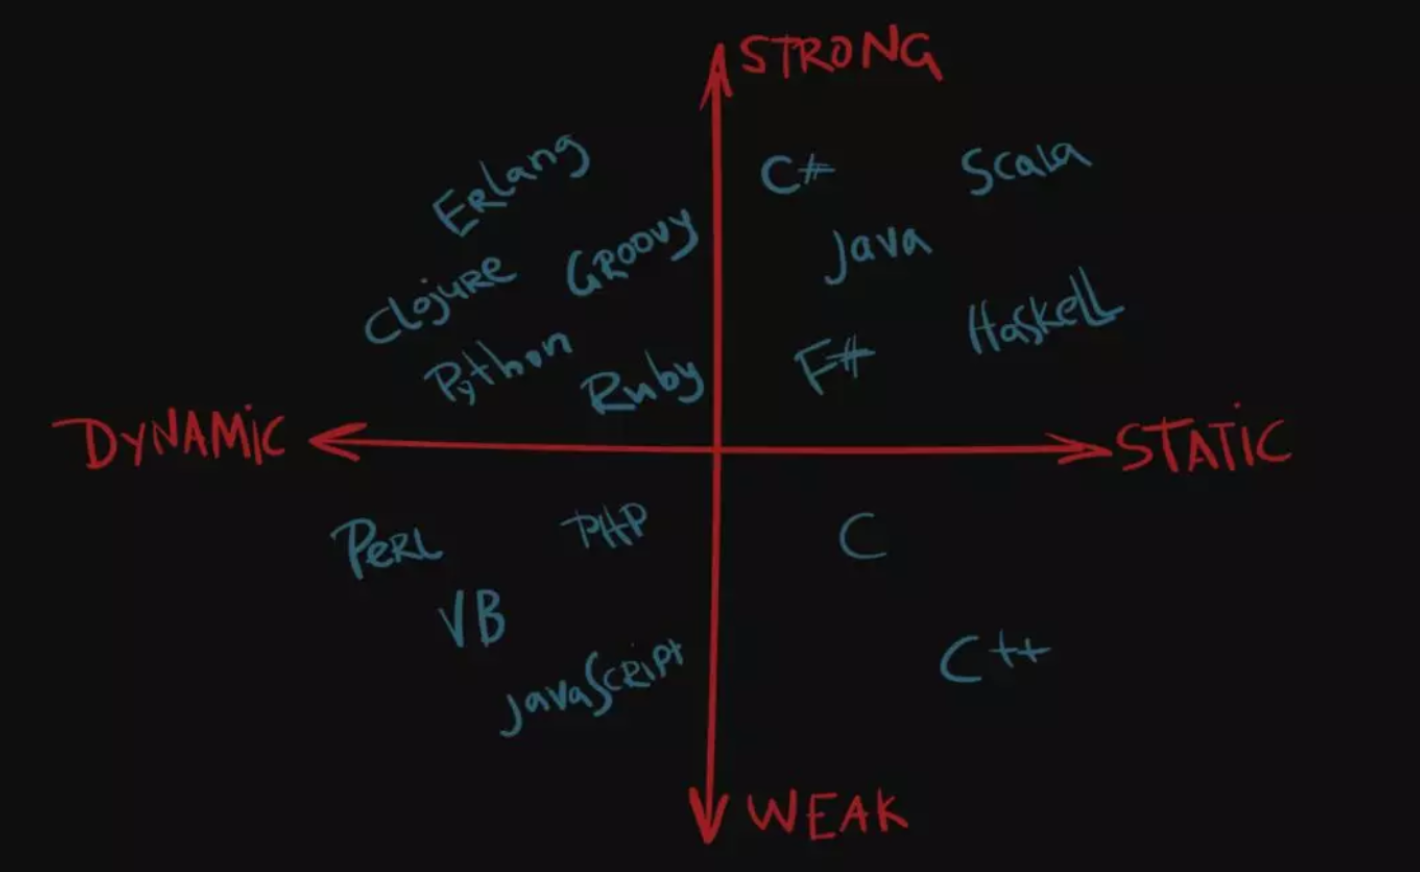 STRONG
Erlang
C#
Scala
Groovy
Java
Clojure
Haskell
Python
Ruby
F#
DYNAMIC
STATIC
PERL
PHP
C
VB
C++
JavaScript
WEAK